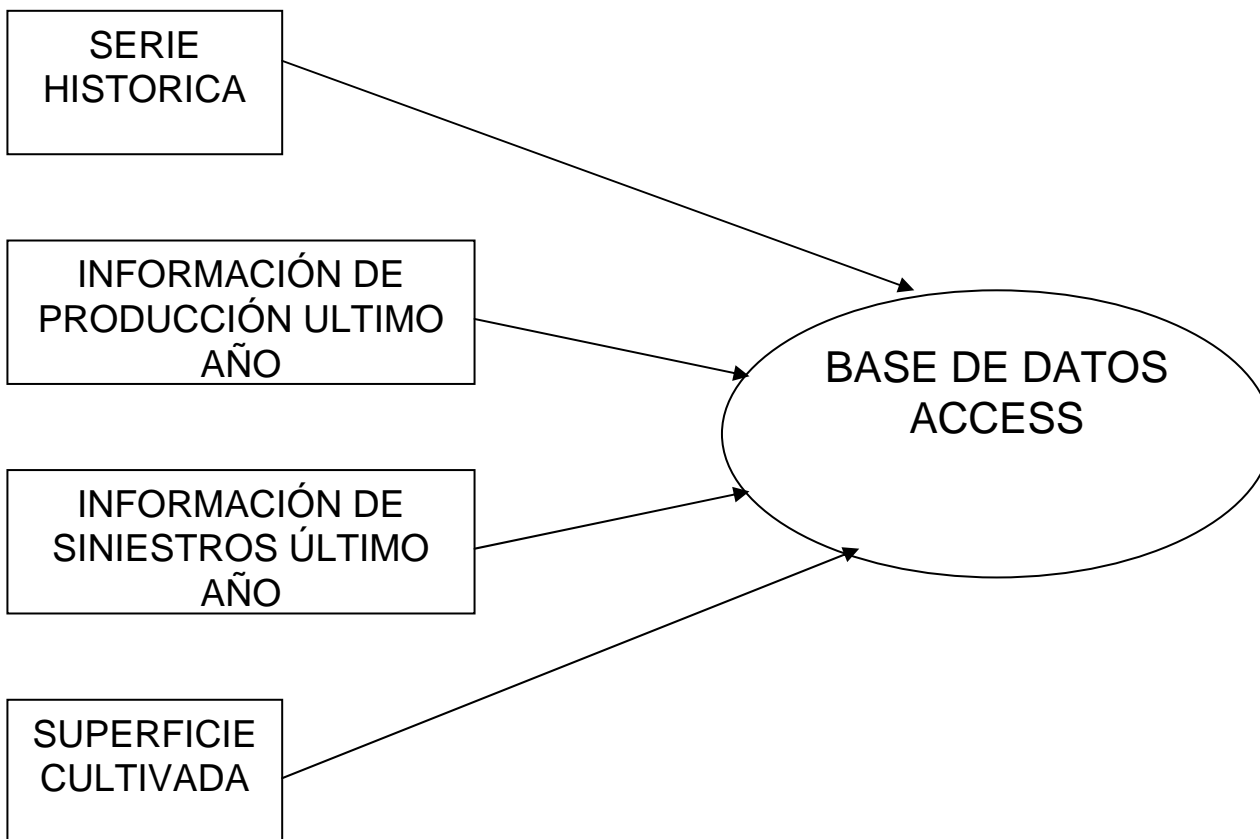 SERIE
HISTORICA
INFORMACIÓN DE
PRODUCCIÓN ULTIMO
AÑO
BASE DE DATOS
ACCESS
INFORMACIÓN DE
SINIESTROS ÚLTIMO
AÑO
SUPERFICIE
CULTIVADA